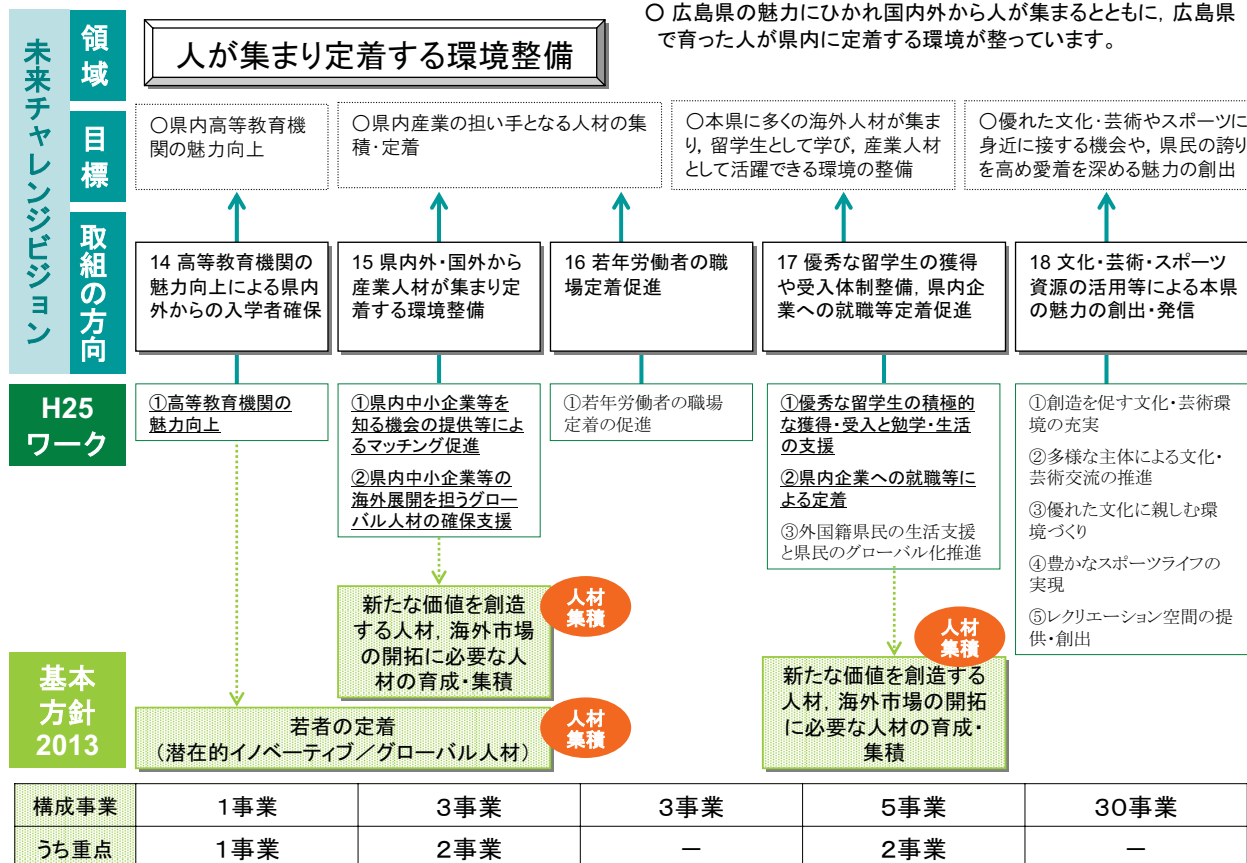 未来チャレンジビジョン
領域
人が集まり定着する環境整備
○ 広島県の魅力にひかれ国内外から人が集まるとともに，広島県
で育った人が県内に定着する環境が整っています。
目標
○県内高等教育機
関の魅力向上
○県内産業の担い手となる人材の集
積・定着
○本県に多くの海外人材が集ま
り，留学生として学び，産業人材
として活躍できる環境の整備
○優れた文化・芸術やスポーツに
身近に接する機会や，県民の誇り
を高め愛着を深める魅力の創出
取組の方向
14 高等教育機関の
魅力向上による県内
外からの入学者確保
15 県内外・国外から
産業人材が集まり定
着する環境整備
16 若年労働者の職
場定着促進
17 優秀な留学生の獲得
や受入体制整備，県内企
業への就職等定着促進
18 文化・芸術・スポーツ
資源の活用等による本県
の魅力の創出・発信
H25
ワーク
①高等教育機関の
魅力向上
①県内中小企業等を
知る機会の提供等によ
るマッチング促進
②県内中小企業等の
海外展開を担うグロー
バル人材の確保支援
①若年労働者の職場
定着の促進
①優秀な留学生の積極的
な獲得・受入と勉学・生活
の支援
②県内企業への就職等に
よる定着
③外国籍県民の生活支援
と県民のグローバル化推進
①創造を促す文化・芸術環
境の充実
②多様な主体による文化・
芸術交流の推進
③優れた文化に親しむ環
境づくり
④豊かなスポーツライフの
実現
⑤レクリエーション空間の提
供・創出
基本
方針
2013
人材
集積
新たな価値を創造
する人材，海外市場
の開拓に必要な人
材の育成・集積
人材
集積
若者の定着
（潜在的イノベーティブ／グローバル人材）
人材
集積
新たな価値を創造する
人材，海外市場の開拓
に必要な人材の育成・
集積
構成事業 1事業 3事業 3事業 5事業 30事業
うち重点 1事業 2事業 － 2事業 －